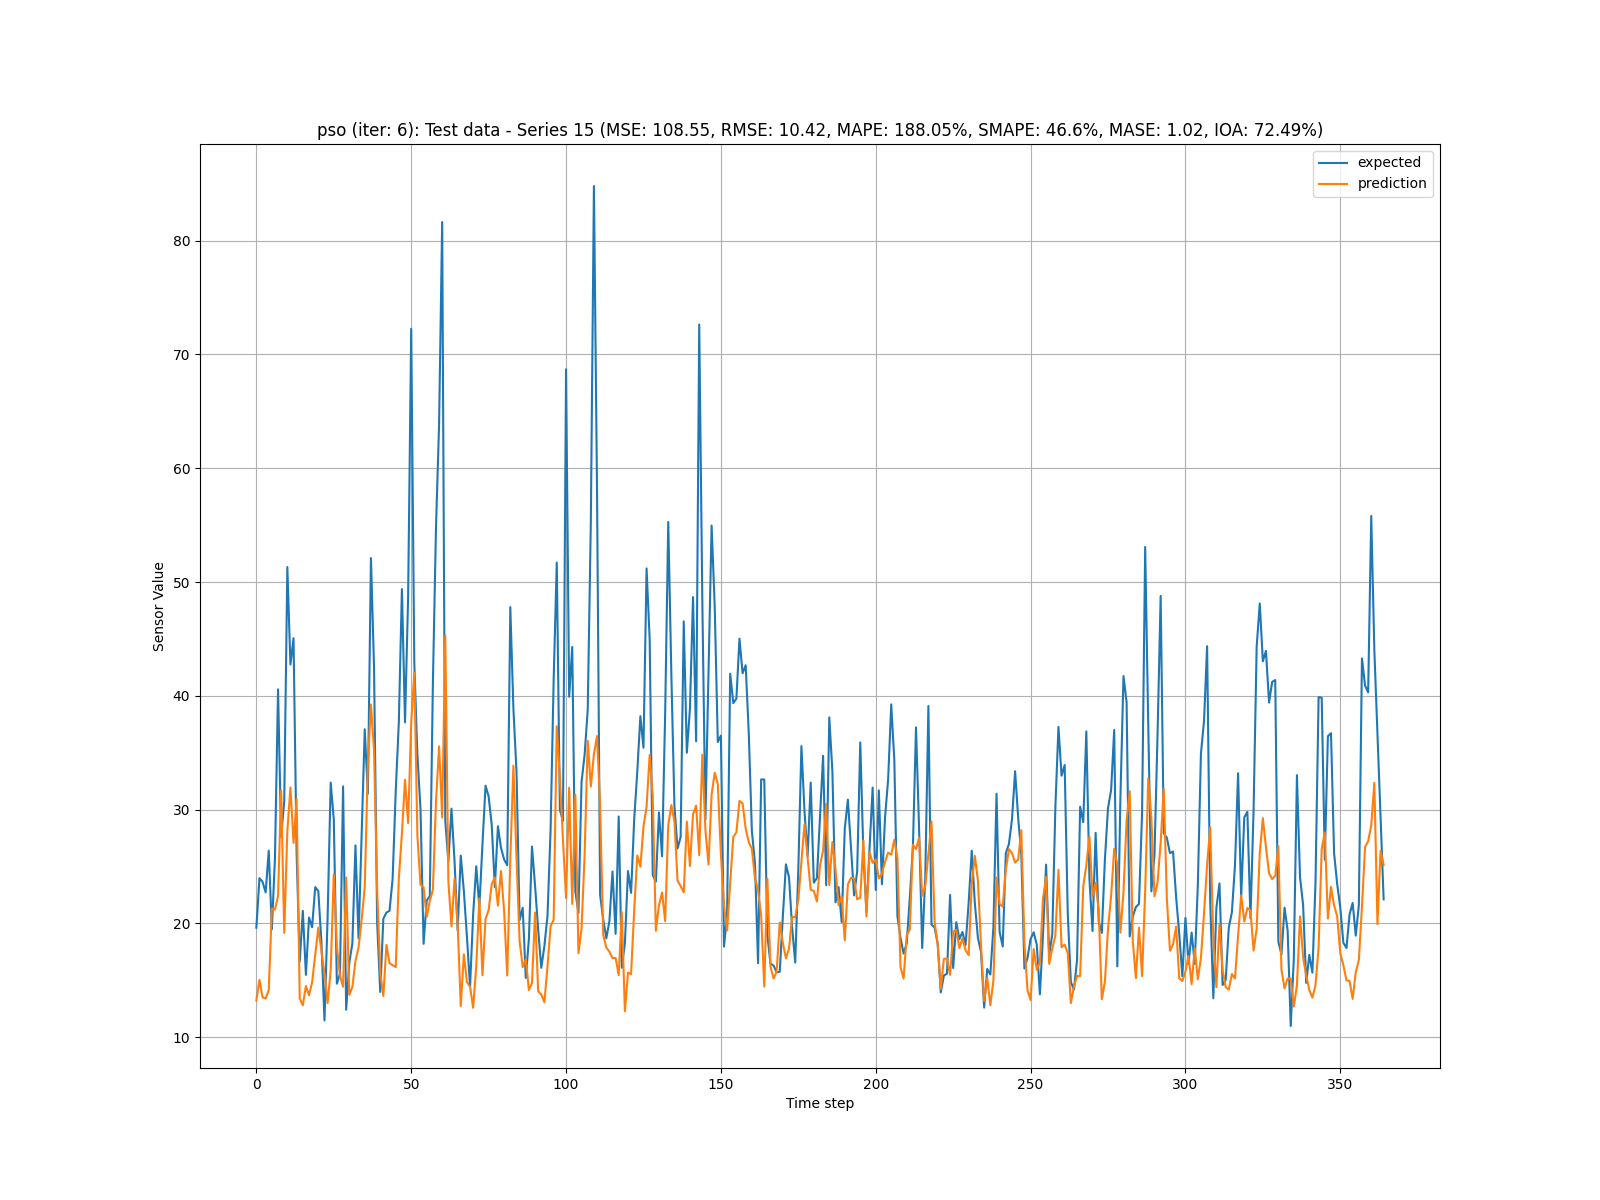 pso (iter: 6): Test data - Series 15 (MSE: 108.55, RMSE: 10.42, MAPE: 188.05%, SMAPE: 46.6%, MASE: 1.02, IOA: 72.49%)
expected
prediction
80
70
60
50
40
30
20
10
Sensor Value
0 50 100 150 200 250 300 350
Time step